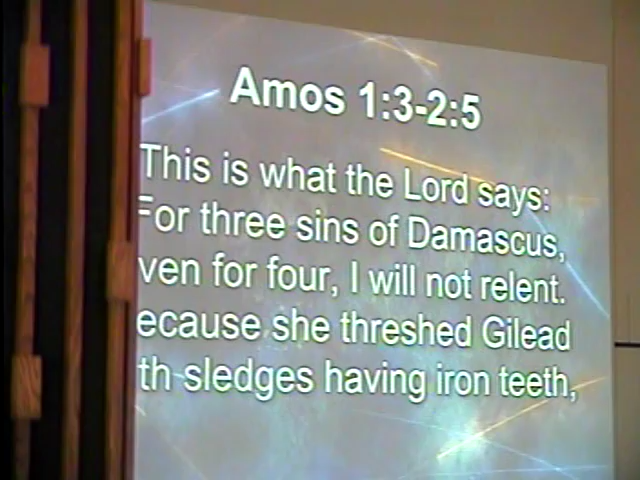 Amos 1:3-2:5
This is what the Lord says:
For three sins of Damascus,
ven for four, I will not relent.
ecause she threshed Gilead
th sledges having iron teeth,